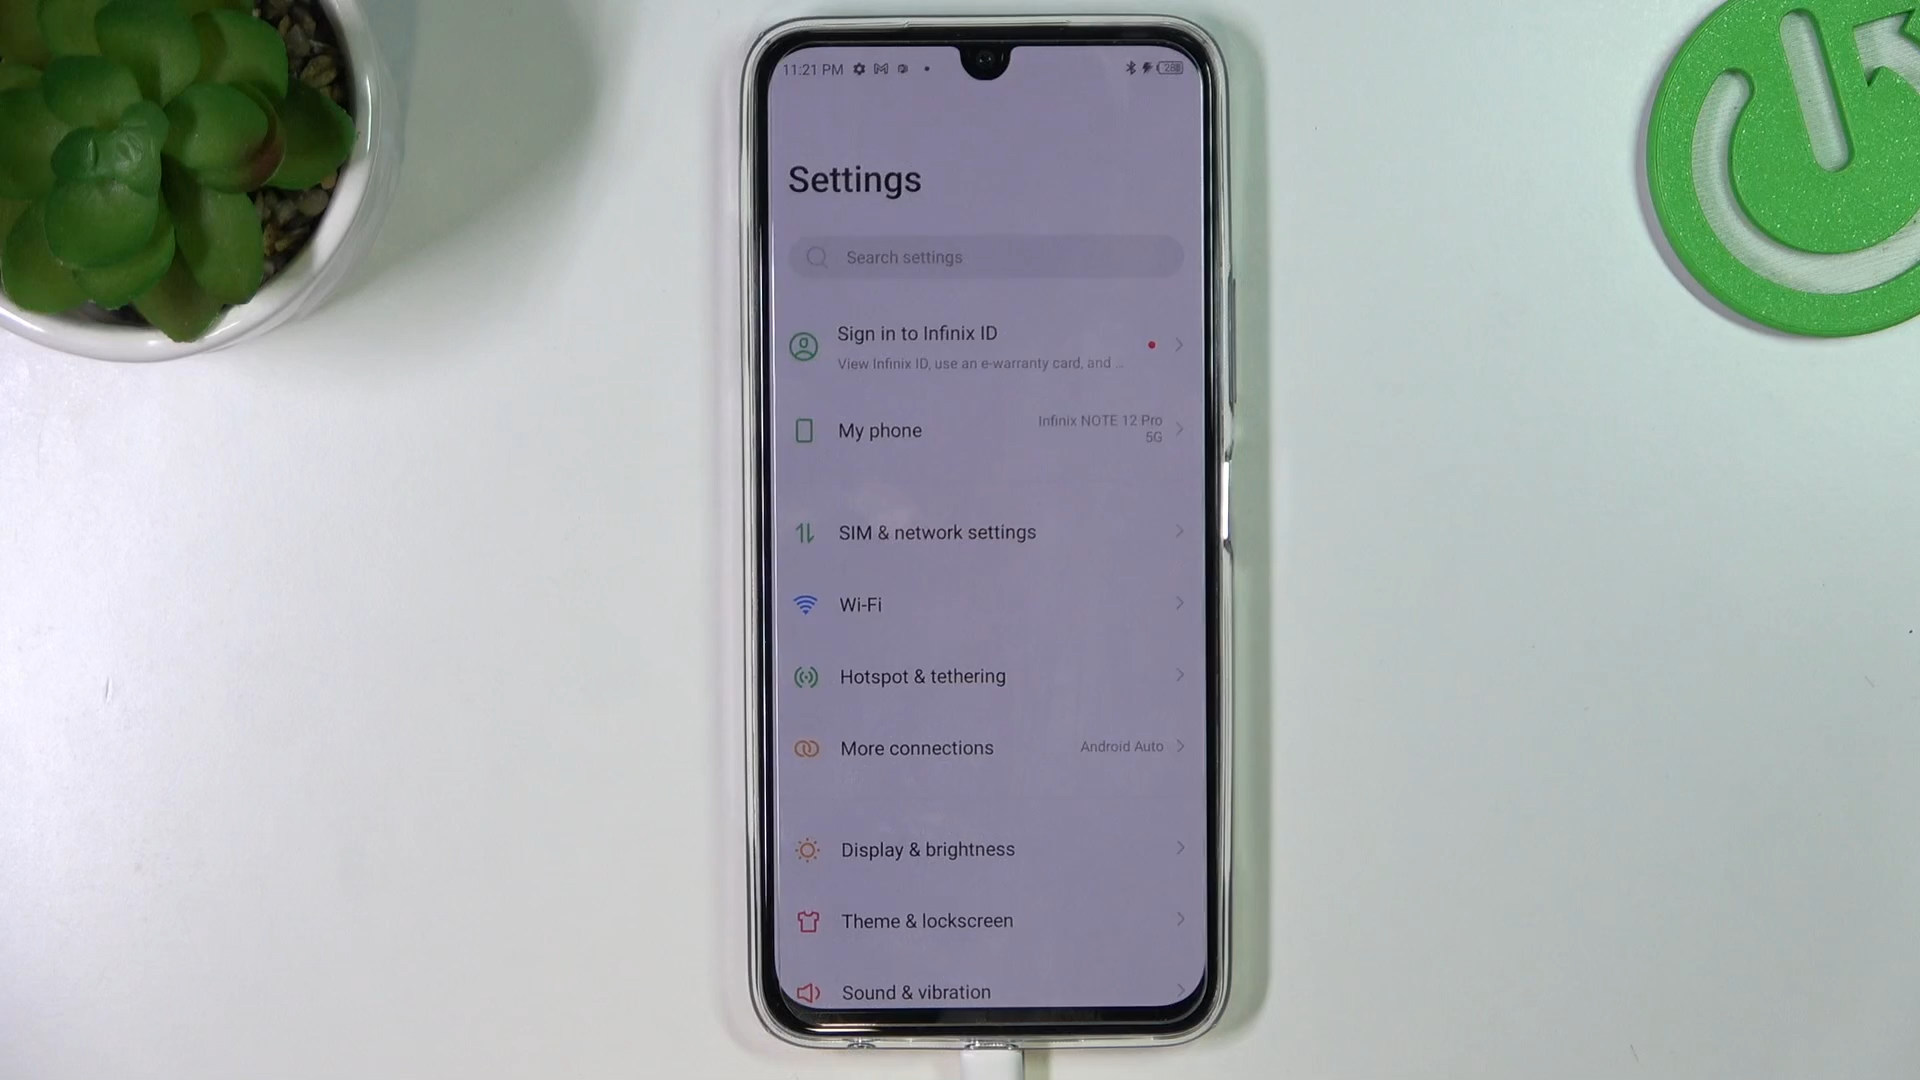 11:21 PM
28
Settings
Search settings
Sign in to Infinix ID
View Infinix ID, use an e-warranty card, and ...
My phone
Infinix NOTE 12 Pro
5G
SIM & network settings
Wi-Fi
Hotspot & tethering
More connections
Android Auto
Display & brightness
Theme & lockscreen
Sound & vibration